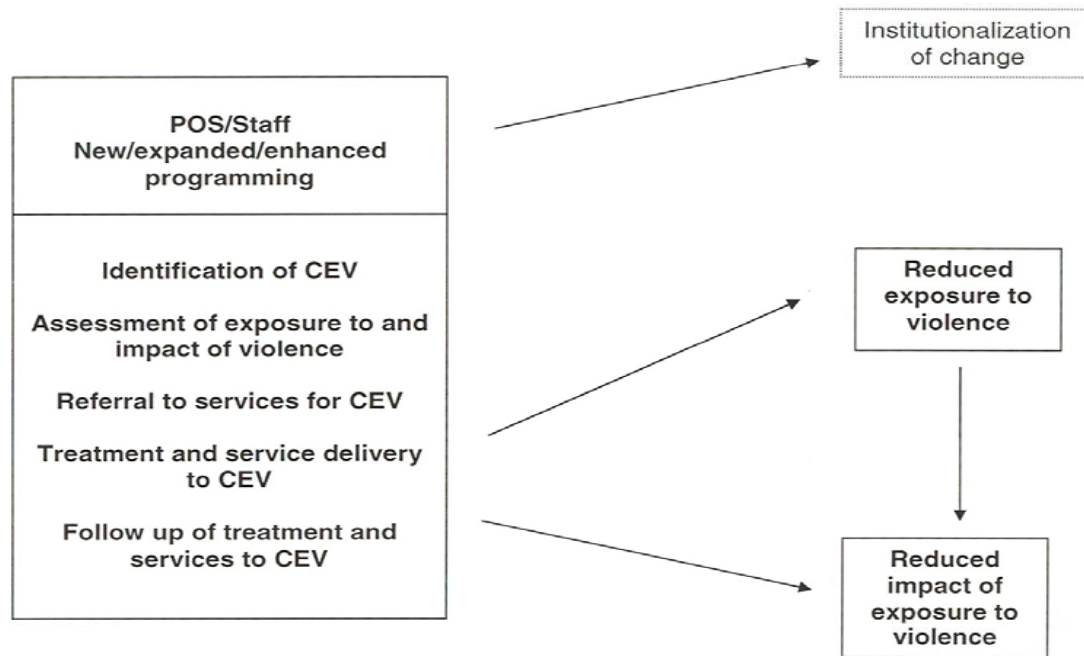 Institutionalization
of change
POS/Staff
New/expanded/enhanced
programming
Identification of CEV
Assessment of exposure to and
impact of violence
Referral to services for CEV
Treatment and service delivery
to CEV
Follow up of treatment and
services to CEV
Reduced
exposure to
violence
Reduced
impact of
exposure to
violence